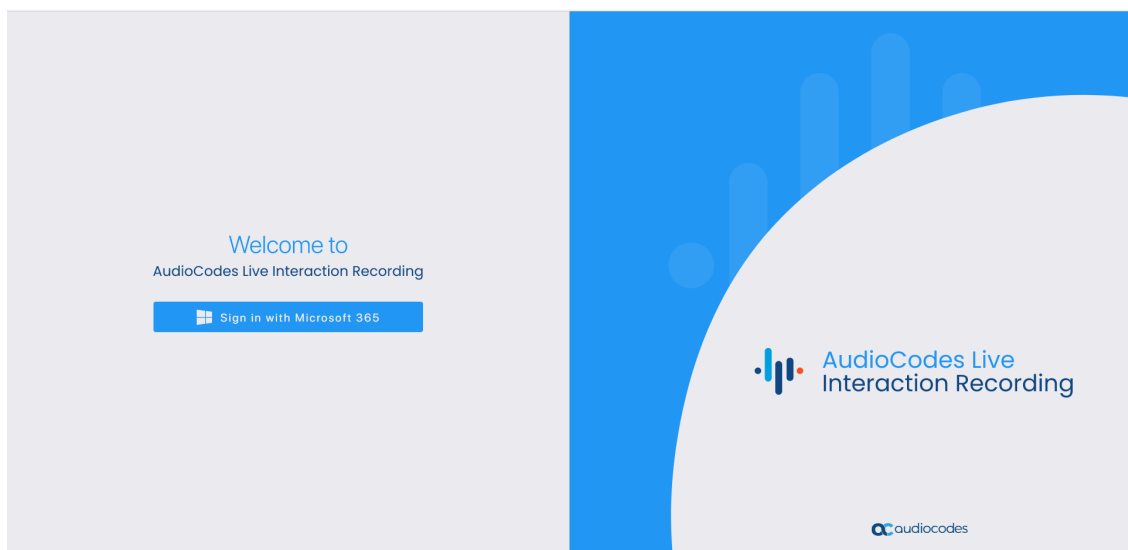 Welcome to
AudioCodes Live Interaction Recording
Sign in with Microsoft 365
AudioCodes Live
Interaction Recording
audiocodes